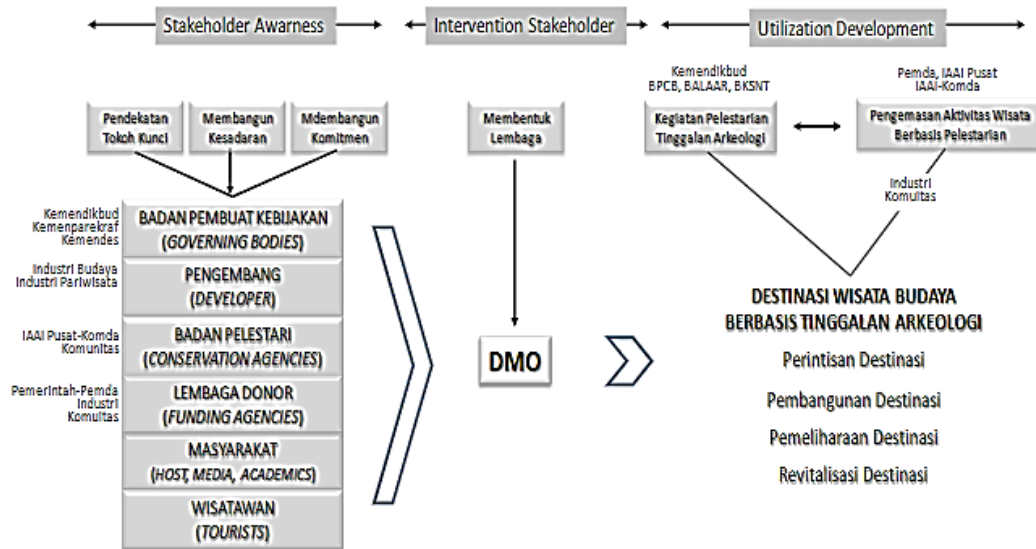 Stakeholder Awarness
Intervention Stakeholder
Utilization Development
Pendekatan
Tokoh Kunci
Membangun
Kesadaran
Mdembangun
Komitmen
Membentuk
Lembaga
Kemendikbud
BPCB, BALAAR, BKSNT
Kegiatan Pelestarian
Tinggalan Arkeologi
Pemda, IAAI Pusat
IAAI-Komda
Pengemasan Aktivitas Wisata
Berbasis Pelestarian
Industri
Komuitas
Kemendikbud
Kemenparekraf
Kemendes
BADAN PEMBUAT KEBIJAKAN
(GOVERNING BODIES)
Industri Budaya
Industri Pariwisata
PENGEMBANG
(DEVELOPER)
IAAI Pusat-Komda
Komunitas
BADAN PELESTARI
(CONSERVATION AGENCIES)
Pemerintah-Pemda
Industri
Komuitas
LEMBAGA DONOR
(FUNDING AGENCIES)
MASYARAKAT
(HOST, MEDIA, ACADEMICS)
WISATAWAN
(TOURISTS)
DMO
DESTINASI WISATA BUDAYA
BERBASIS TINGGALAN ARKEOLOGI
Perintisan Destinasi
Pembangunan Destinasi
Pemeliharaan Destinasi
Revitalisasi Destinasi